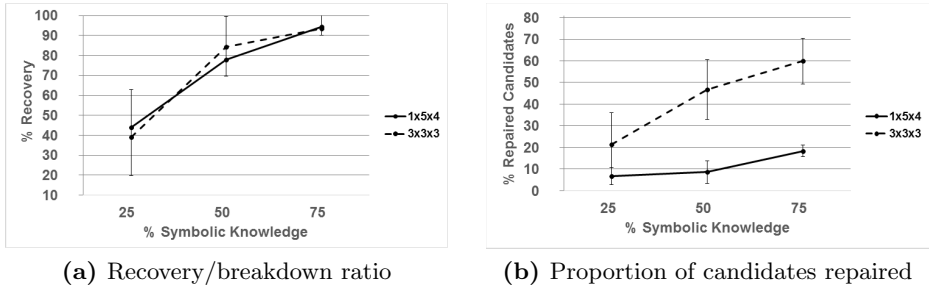 100
90
80
70
60
50
40
30
20
10
% Recovery
25 50 75
% Symbolic Knowledge
1x5x4
3x3x3
(a) Recovery/breakdown ratio
80
70
60
50
40
30
20
10
0
% Repaired Candidates
25 50 75
% Symbolic Knowledge
1x5x4
3x3x3
(b) Proportion of candidates repaired